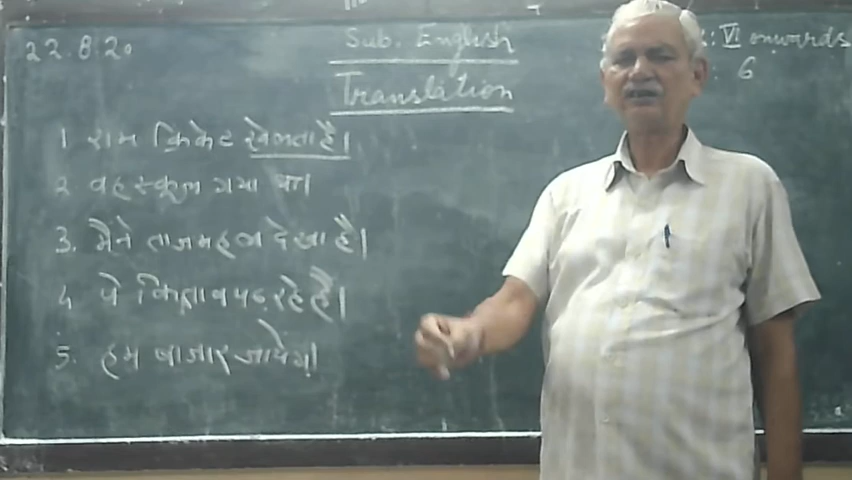 22.8.20
Sub. English
VI onwards
Translation
6
1 राम क्रिकेट खेलता है।
2 वह स्कूल गया था।
3. मैंने ताजमहल देखा है।
4 वे किताब पढ़ रहे हैं।
5. हम बाजार जायेंगे।